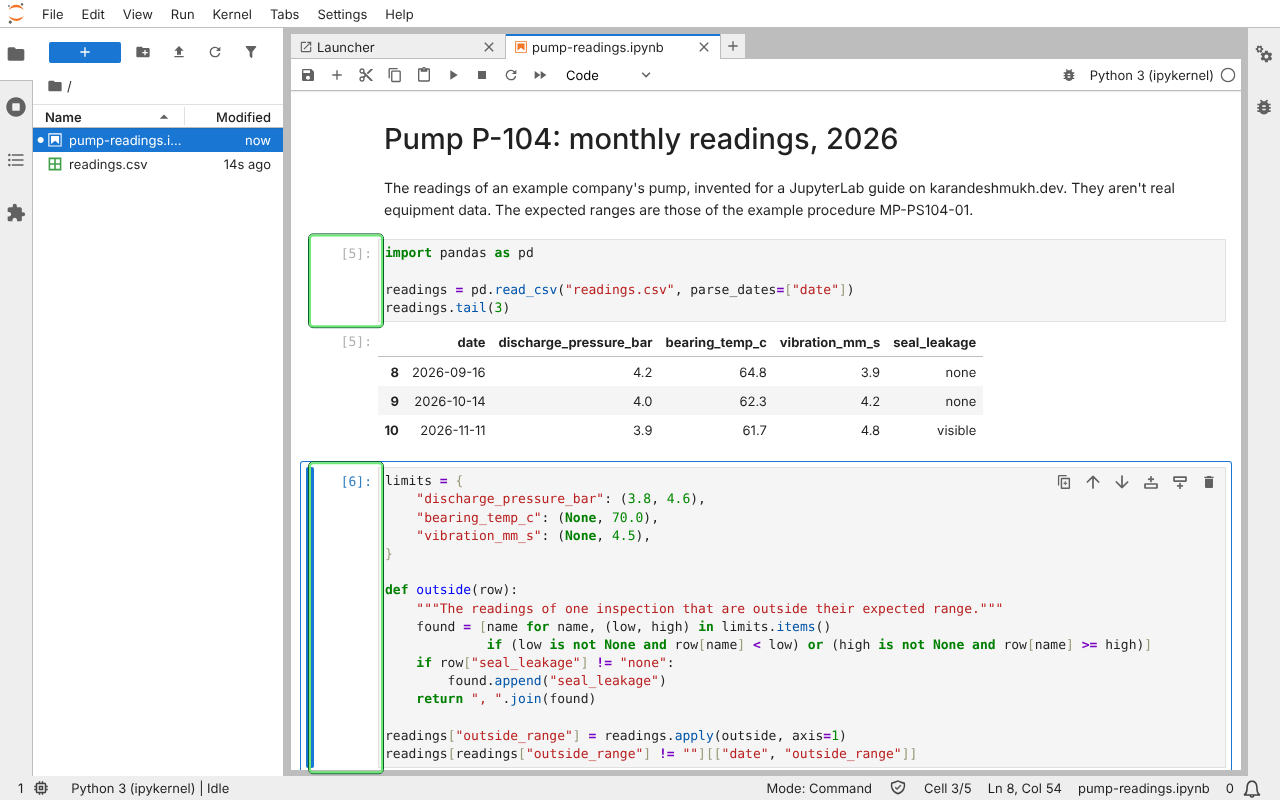 File Edit View Run Kernel Tabs Settings Help
Launcher
pump-readings.ipynb
Code
Python 3 (ipykernel)
/
Name Modified
pump-readings.i... now
readings.csv 14s ago
Pump P-104: monthly readings, 2026
The readings of an example company's pump, invented for a JupyterLab guide on karandeshmukh.dev. They aren't real
equipment data. The expected ranges are those of the example procedure MP-PS104-01.
[5]:
import pandas as pd
readings = pd.read_csv("readings.csv", parse_dates=["date"])
readings.tail(3)
[5]:
date discharge_pressure_bar bearing_temp_c vibration_mm_s seal_leakage
8 2026-09-16 4.2 64.8 3.9 none
9 2026-10-14 4.0 62.3 4.2 none
10 2026-11-11 3.9 61.7 4.8 visible
[6]:
limits = {
    "discharge_pressure_bar": (3.8, 4.6),
    "bearing_temp_c": (None, 70.0),
    "vibration_mm_s": (None, 4.5),
}
def outside(row):
    """The readings of one inspection that are outside their expected range."""
    found = [name for name, (low, high) in limits.items()
             if (low is not None and row[name] < low) or (high is not None and row[name] >= high)]
    if row["seal_leakage"] != "none":
        found.append("seal_leakage")
    return ", ".join(found)
readings["outside_range"] = readings.apply(outside, axis=1)
readings[readings["outside_range"] != ""][["date", "outside_range"]]
1 Python 3 (ipykernel) | Idle
Mode: Command Cell 3/5 Ln 8, Col 54 pump-readings.ipynb 0